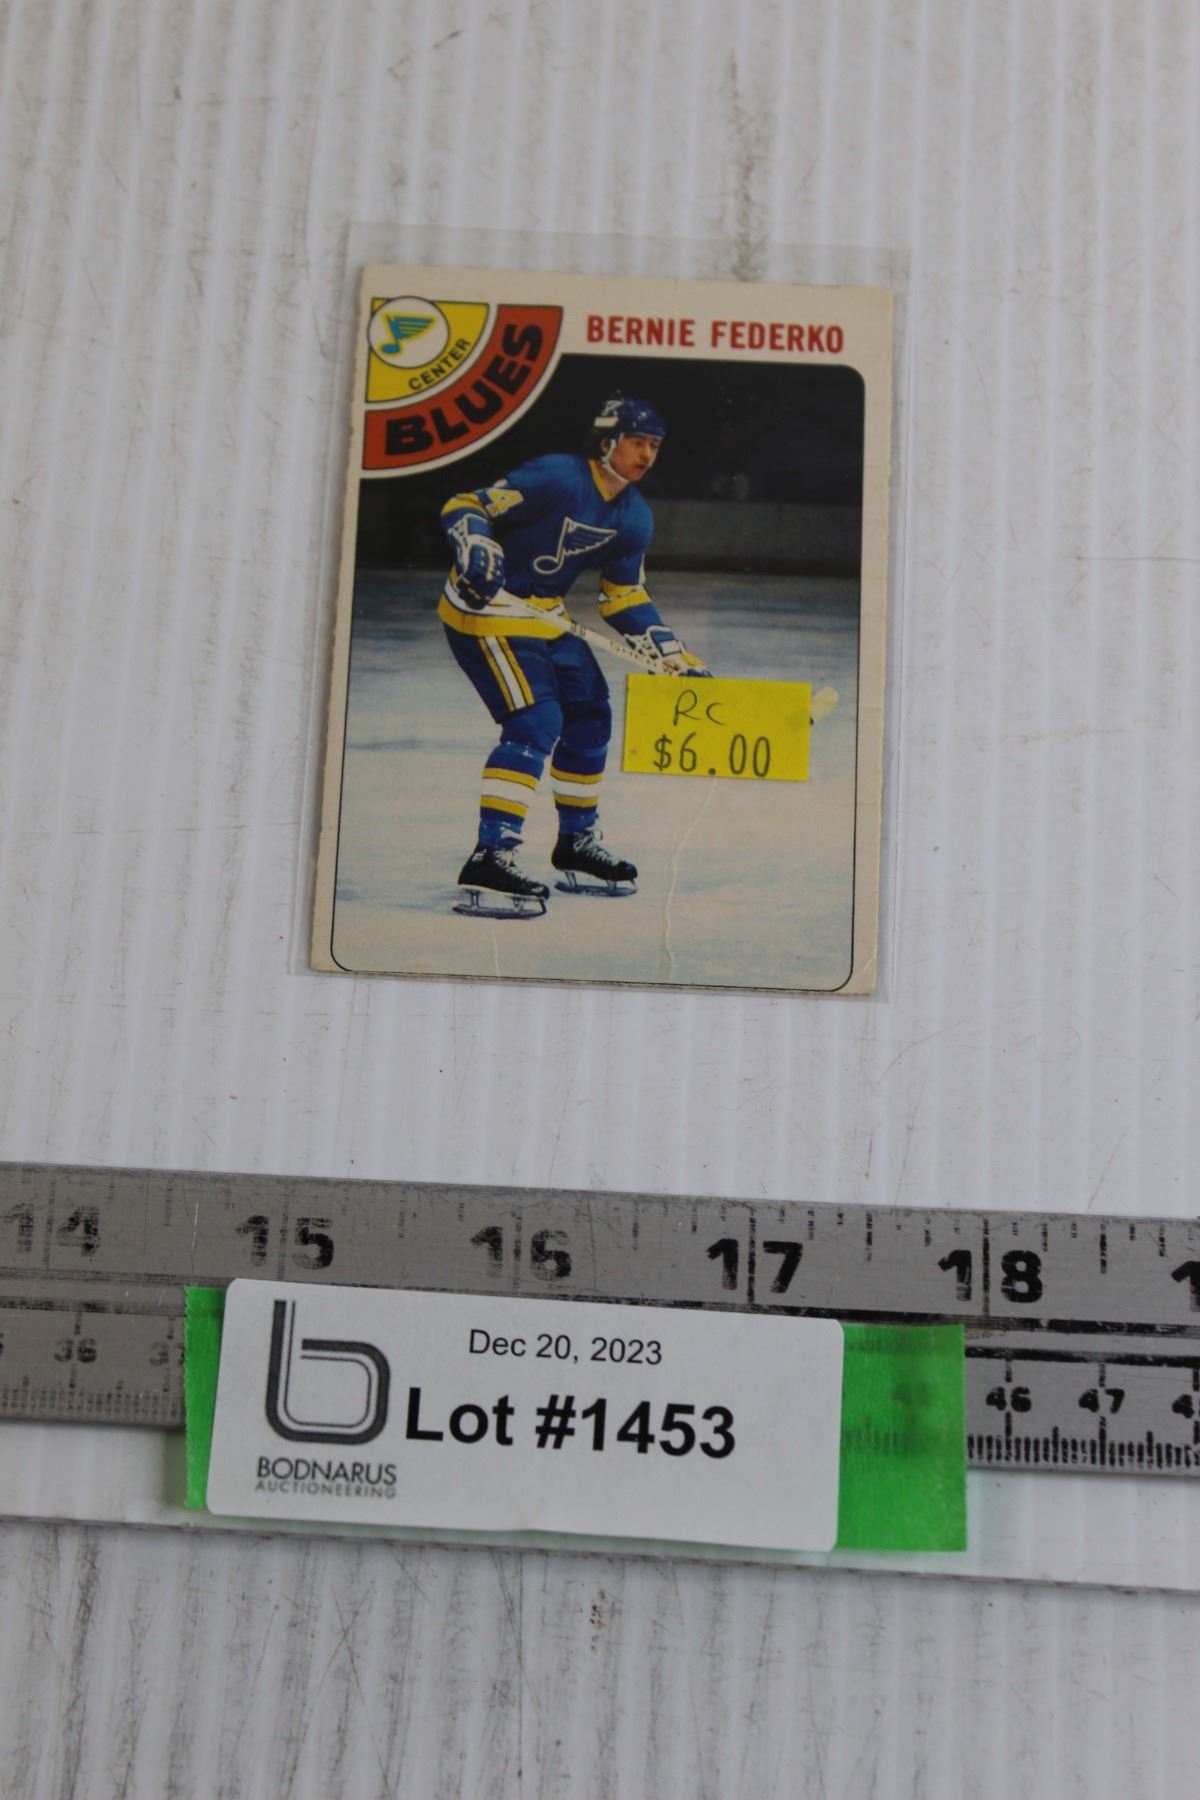 BERNIE FEDERKO
CENTER
BLUES
4
RC
$6.00
14 15 16 17 18
36
46 47
Dec 20, 2023
Lot #1453
BODNARUS
AUCTIONEERING